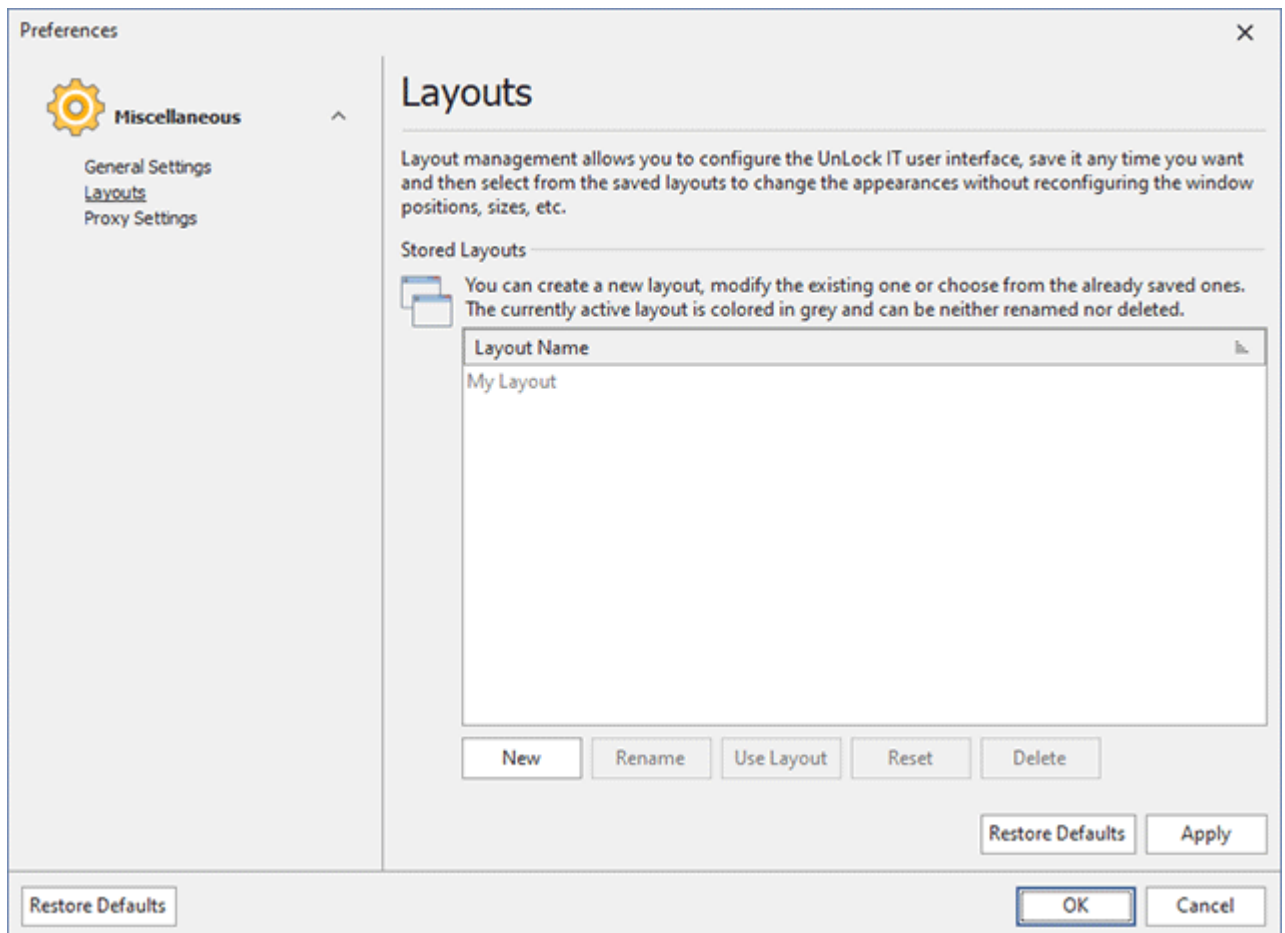 Preferences
Miscellaneous
General Settings
Layouts
Proxy Settings
Layouts
Layout management allows you to configure the UnLock IT user interface, save it any time you want
and then select from the saved layouts to change the appearances without reconfiguring the window
positions, sizes, etc.
Stored Layouts
You can create a new layout, modify the existing one or choose from the already saved ones.
The currently active layout is colored in grey and can be neither renamed nor deleted.
Layout Name
My Layout
New Rename Use Layout Reset Delete
Restore Defaults Apply
Restore Defaults OK Cancel